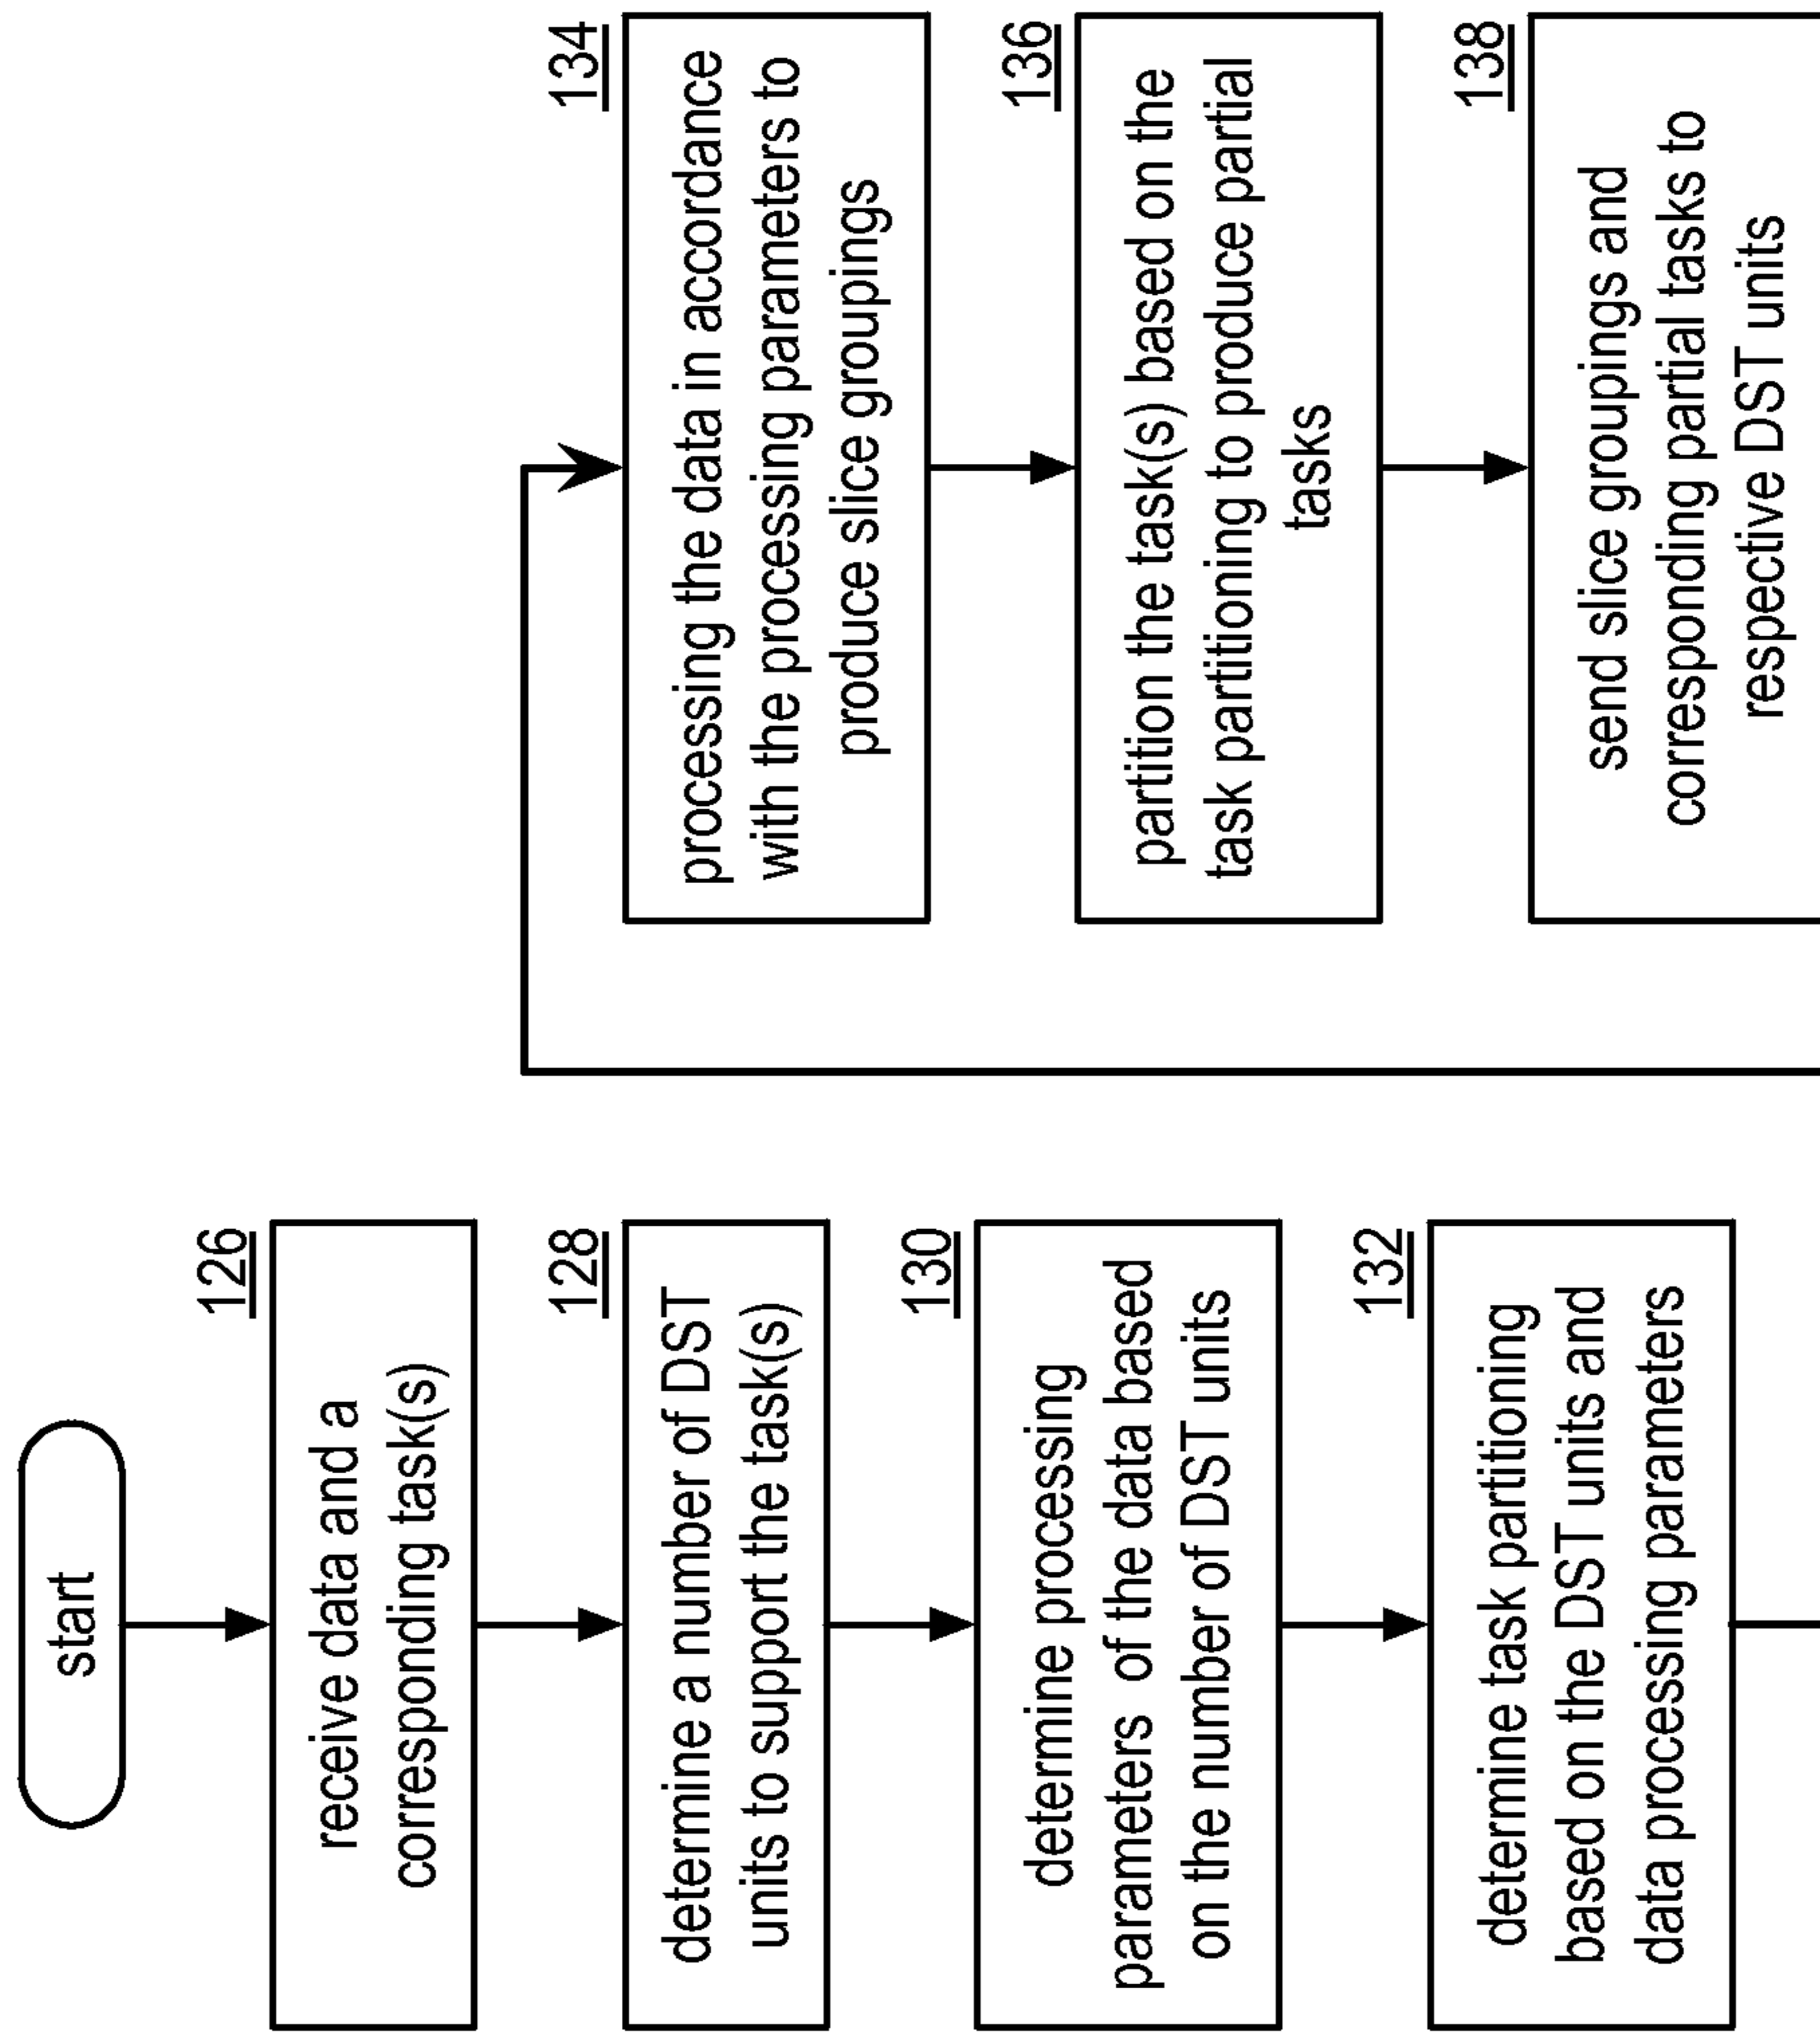 start
126
receive data and a
corresponding task(s)
128
determine a number of DST
units to support the task(s)
130
determine processing
parameters of the data based
on the number of DST units
132
determine task partitioning
based on the DST units and
data processing parameters
134
processing the data in accordance
with the processing parameters to
produce slice groupings
136
partition the task(s) based on the
task partitioning to produce partial
tasks
138
send slice groupings and
corresponding partial tasks to
respective DST units